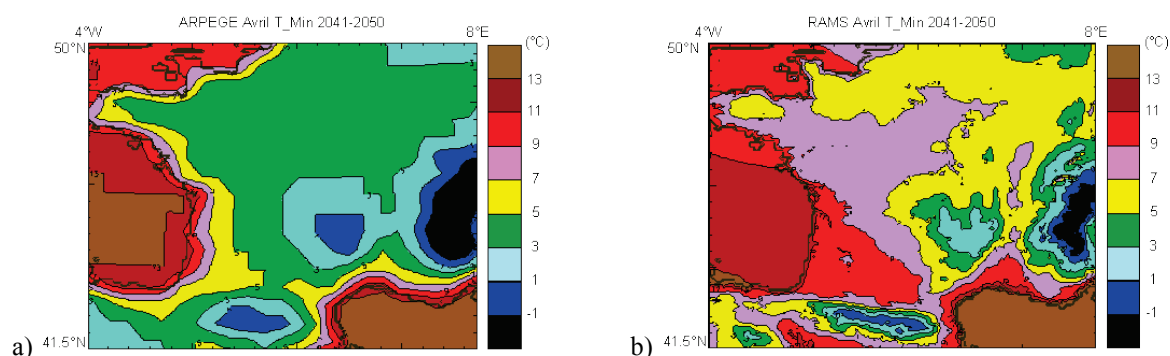 ARPEGE Avril T_Min 2041-2050
4°W
8°E
50°N
(°C)
13
11
9
7
5
3
1
-1
41.5°N
a)
RAMS Avril T_Min 2041-2050
4°W
8°E
50°N
(°C)
13
11
9
7
5
3
1
-1
41.5°N
b)